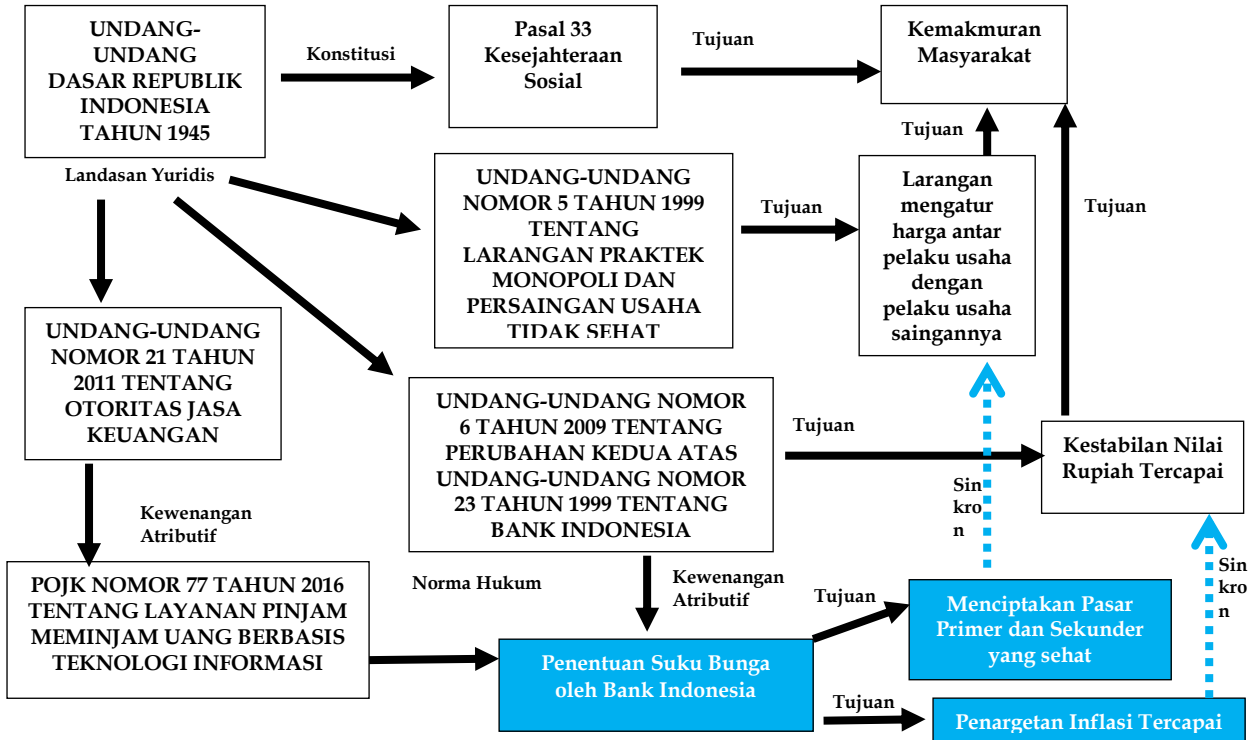 UNDANG-
UNDANG
DASAR REPUBLIK
INDONESIA
TAHUN 1945
Konstitusi
Pasal 33
Kesejahteraan
Sosial
Tujuan
Kemakmuran
Masyarakat
Tujuan
Landasan Yuridis
UNDANG-UNDANG
NOMOR 5 TAHUN 1999
TENTANG
LARANGAN PRAKTEK
MONOPOLI DAN
PERSAINGAN USAHA
TIDAK SEHAT
Tujuan
Larangan
mengatur
harga antar
pelaku usaha
dengan
pelaku usaha
saingannya
Tujuan
UNDANG-UNDANG
NOMOR 21 TAHUN
2011 TENTANG
OTORITAS JASA
KEUANGAN
UNDANG-UNDANG NOMOR
6 TAHUN 2009 TENTANG
PERUBAHAN KEDUA ATAS
UNDANG-UNDANG NOMOR
23 TAHUN 1999 TENTANG
BANK INDONESIA
Tujuan
Kestabilan Nilai
Rupiah Tercapai
Sin
kro
n
Kewenangan
Atributif
POJK NOMOR 77 TAHUN 2016
TENTANG LAYANAN PINJAM
MEMINJAM UANG BERBASIS
TEKNOLOGI INFORMASI
Norma Hukum
Kewenangan
Atributif
Tujuan
Menciptakan Pasar
Primer dan Sekunder
yang sehat
Sin
kro
n
Penentuan Suku Bunga
oleh Bank Indonesia
Tujuan
Penargetan Inflasi Tercapai